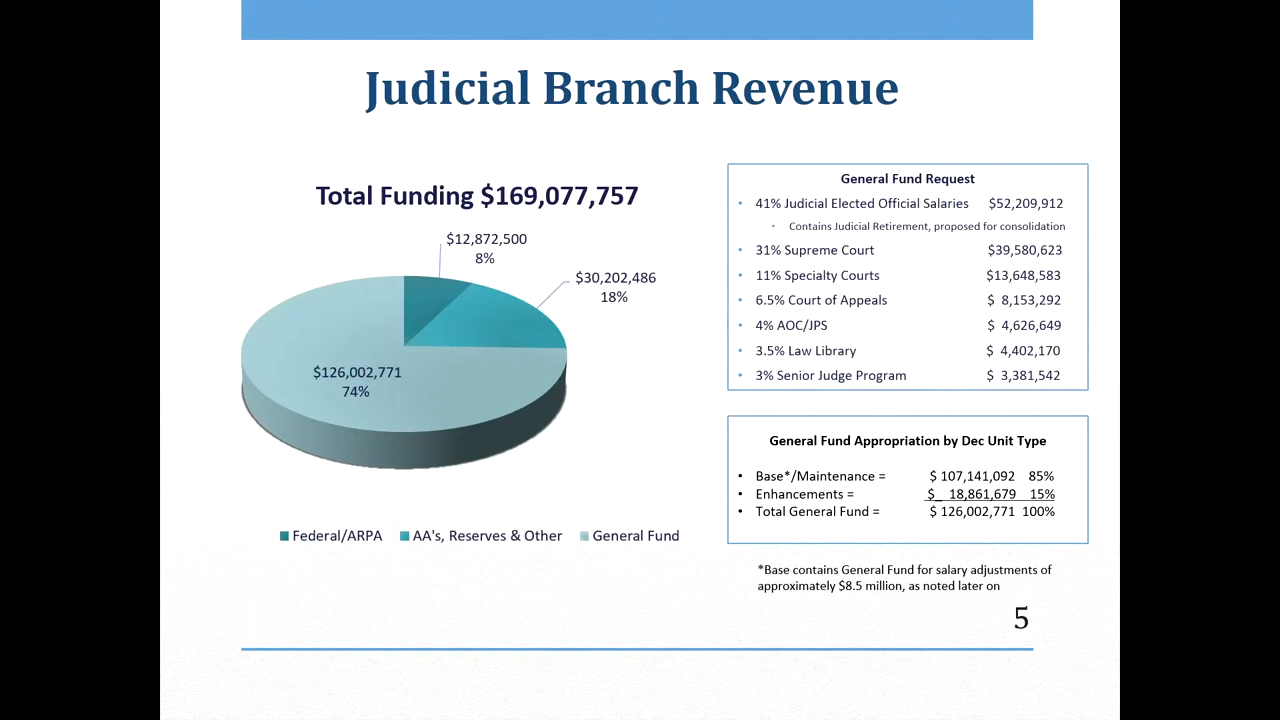 Judicial Branch Revenue
Total Funding $169,077,757
$12,872,500
8%
$30,202,486
18%
$126,002,771
74%
Federal/ARPA AA's, Reserves & Other General Fund
General Fund Request
• 41% Judicial Elected Official Salaries $52,209,912
• Contains Judicial Retirement, proposed for consolidation
• 31% Supreme Court $39,580,623
• 11% Specialty Courts $13,648,583
• 6.5% Court of Appeals $ 8,153,292
• 4% AOC/JPS $ 4,626,649
• 3.5% Law Library $ 4,402,170
• 3% Senior Judge Program $ 3,381,542
General Fund Appropriation by Dec Unit Type
• Base*/Maintenance = $ 107,141,092 85%
• Enhancements = $_ 18,861,679 15%
• Total General Fund = $ 126,002,771 100%
*Base contains General Fund for salary adjustments of
approximately $8.5 million, as noted later on
5